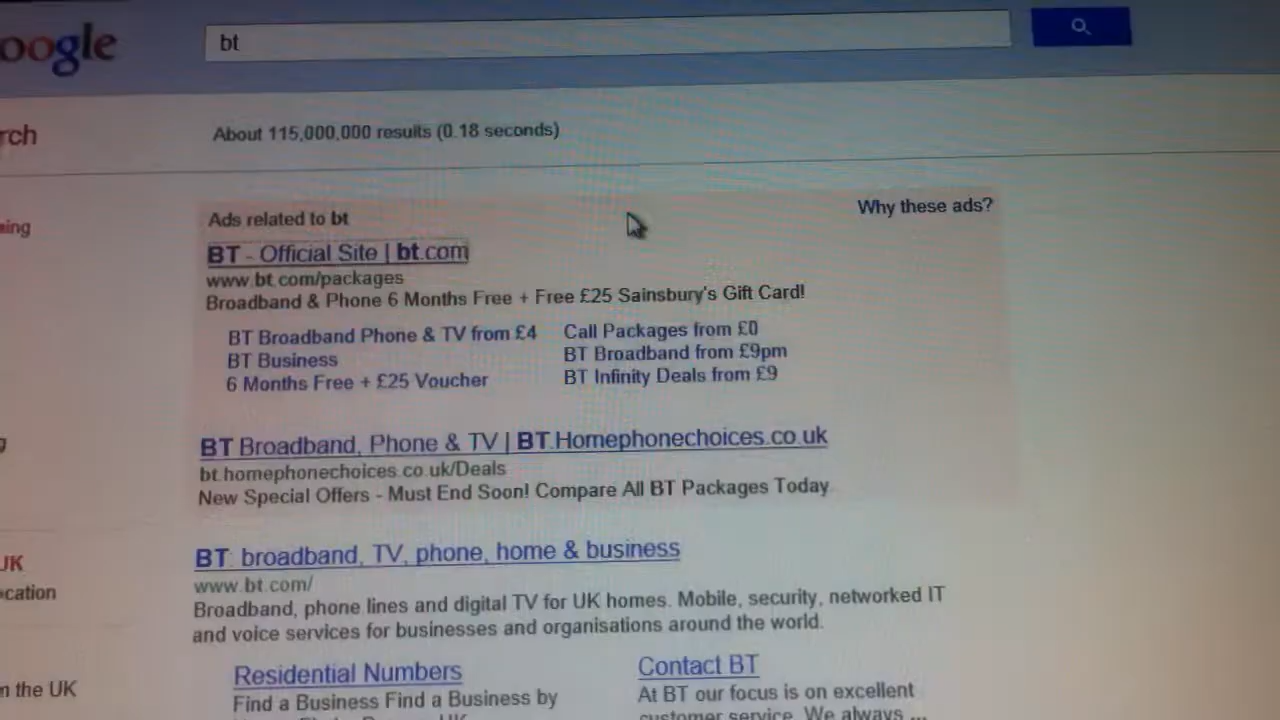 oogle
bt
rch
About 115,000,000 results (0.18 seconds)
Ads related to bt
Why these ads?
BT - Official Site | bt.com
www.bt.com/packages
Broadband & Phone 6 Months Free + Free £25 Sainsbury's Gift Card!
BT Broadband Phone & TV from £4
Call Packages from £0
BT Business
BT Broadband from £9pm
6 Months Free + £25 Voucher
BT Infinity Deals from £9
BT Broadband, Phone & TV | BT.Homephonechoices.co.uk
bt.homephonechoices.co.uk/Deals
New Special Offers - Must End Soon! Compare All BT Packages Today
BT: broadband, TV, phone, home & business
www.bt.com/
UK
Broadband, phone lines and digital TV for UK homes. Mobile, security, networked IT
and voice services for businesses and organisations around the world.
cation
Residential Numbers
Contact BT
n the UK
Find a Business Find a Business by
At BT our focus is on excellent
customer service. We always ...